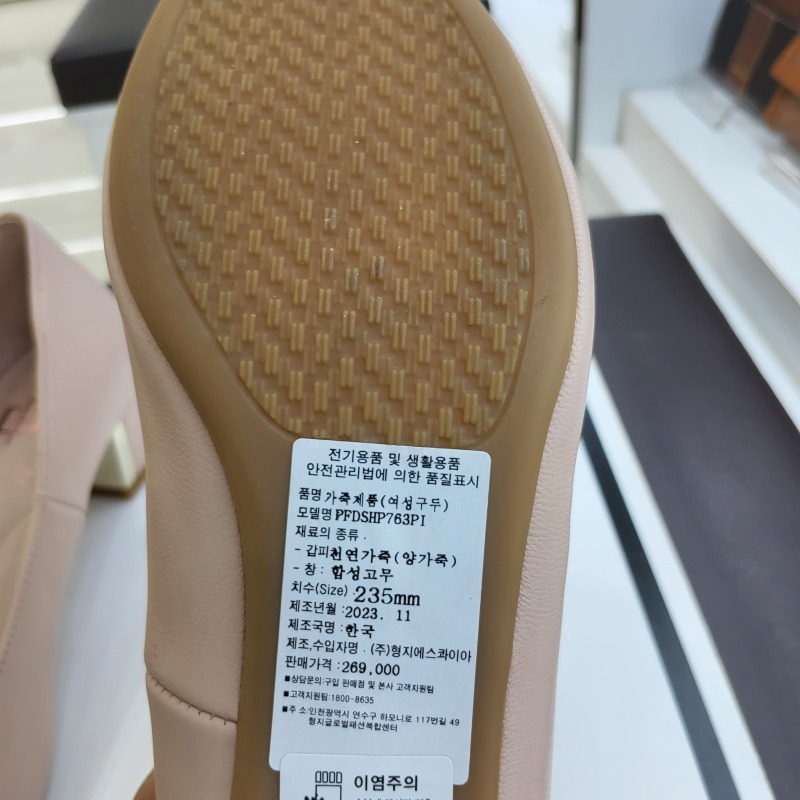 전기용품 및 생활용품
안전관리법에 의한 품질표시
품명 가죽제품(여성구두)
모델명 PFDSHP763PI
재료의 종류 .
- 갑피천연가죽(양가죽)
- 창 : 합성고무
치수(Size) 235mm
제조년월 :2023. 11
제조국명 : 한국
제조,수입자명 . (주)형지에스콰이아
판매가격 : 269,000
■상담문의:구입 판매점 및 본사 고객지원팀
■고객지원팀:1800-8635
■주 소:인천광역시 연수구 하모니로 117번길 49
형지글로벌패션복합센터
이염주의